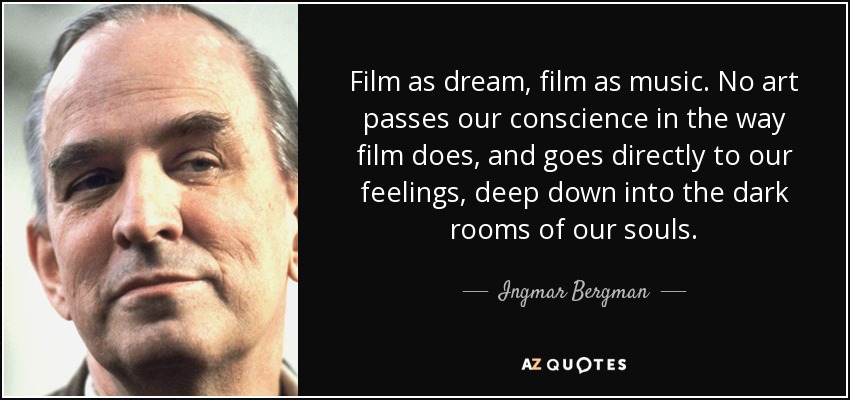 Film as dream, film as music. No art
passes our conscience in the way
film does, and goes directly to our
feelings, deep down into the dark
rooms of our souls.
Ingmar Bergman
AZ QUOTES